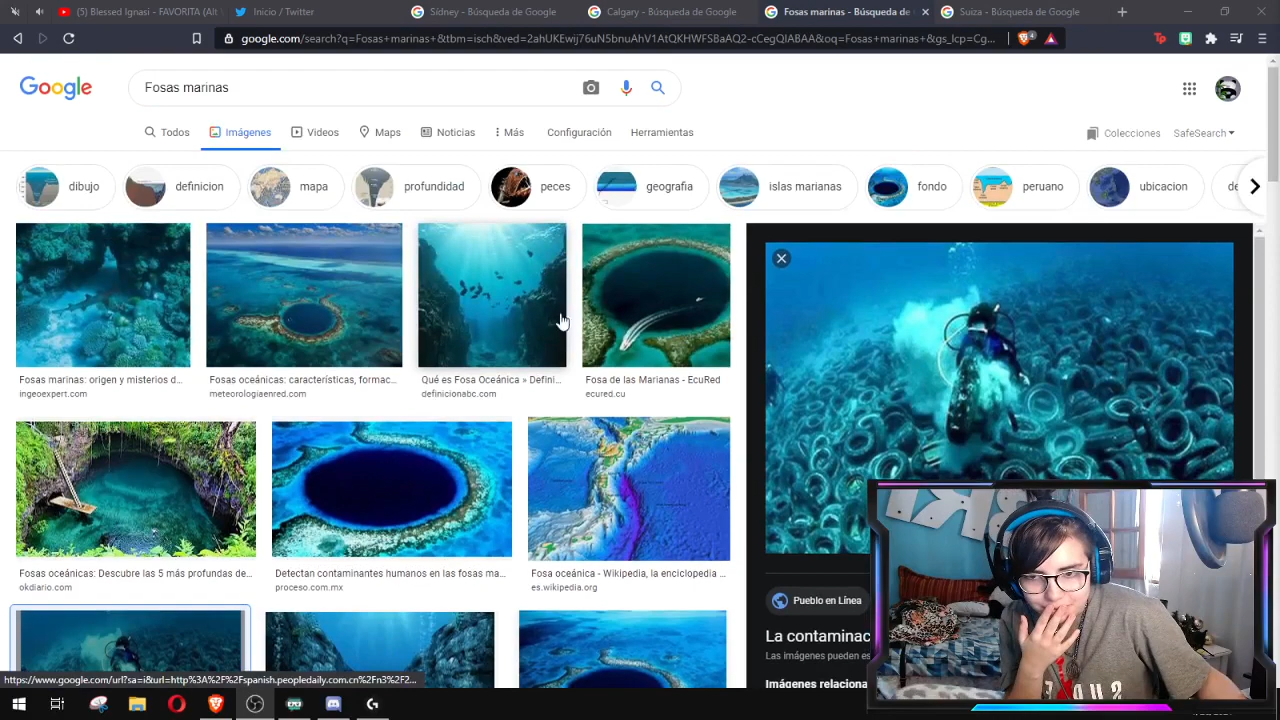 (5) Blessed Ignasi - FAVORITA (Alt
Inicio / Twitter
Sídney - Búsqueda de Google
Calgary - Búsqueda de Google
Fosas marinas - Búsqueda de
Suiza - Búsqueda de Google
google.com/search?q=Fosas+marinas+&tbm=isch&ved=2ahUKEwij76uN5bnuAhV1AtQKHWFSBaAQ2-cCegQIABAA&oq=Fosas+marinas+&gs_lcp=Cg...
4
Tp
Google
Fosas marinas
Todos
Imágenes
Videos
Maps
Noticias
Más
Configuración
Herramientas
Colecciones
SafeSearch
dibujo
definicion
mapa
profundidad
peces
geografia
islas marianas
fondo
peruano
ubicacion
de
Fosas marinas: origen y misterios d...
ingeoexpert.com
Fosas oceánicas: características, formac...
meteorologiaenred.com
Qué es Fosa Oceánica » Defini...
definicionabc.com
Fosa de las Marianas - EcuRed
ecured.cu
Fosas oceánicas: Descubre las 5 más profundas de...
okdiario.com
Detectan contaminantes humanos en las fosas ma...
proceso.com.mx
Fosa oceánica - Wikipedia, la enciclopedia ...
es.wikipedia.org
Pueblo en Línea
La contaminac
Las imágenes pueden es
Imágenes relaciona
https://www.google.com/url?sa=i&url=http%3A%2F%2Fspanish.peopledaily.com.cn%2Fn3%2F2...